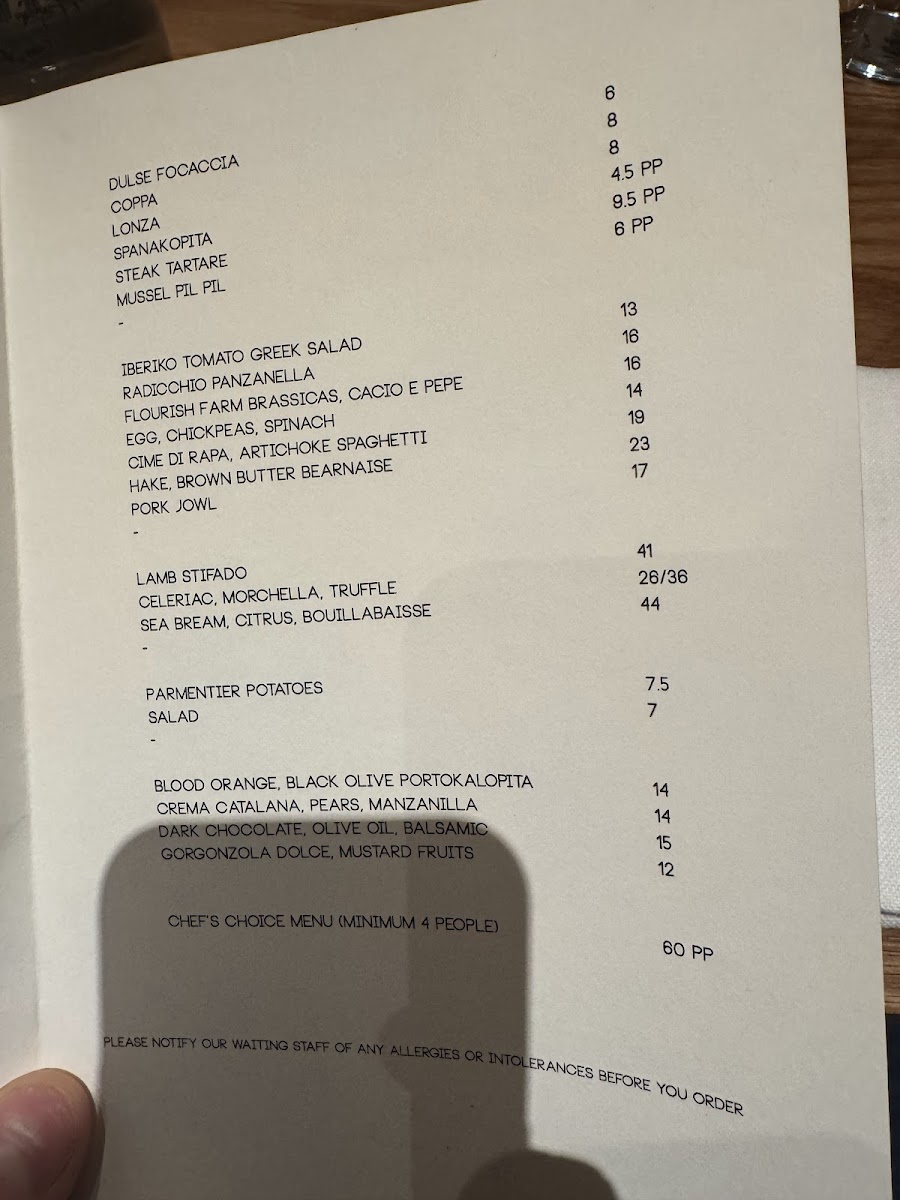 DULSE FOCACCIA 6
COPPA 8
LONZA 8
SPANAKOPITA 4.5 PP
STEAK TARTARE 9.5 PP
MUSSEL PIL PIL 6 PP
-
IBERIKO TOMATO GREEK SALAD 13
RADICCHIO PANZANELLA 16
FLOURISH FARM BRASSICAS, CACIO E PEPE 16
EGG, CHICKPEAS, SPINACH 14
CIME DI RAPA, ARTICHOKE SPAGHETTI 19
HAKE, BROWN BUTTER BEARNAISE 23
PORK JOWL 17
-
LAMB STIFADO 41
CELERIAC, MORCHELLA, TRUFFLE 26/36
SEA BREAM, CITRUS, BOUILLABAISSE 44
-
PARMENTIER POTATOES 7.5
SALAD 7
-
BLOOD ORANGE, BLACK OLIVE PORTOKALOPITA 14
CREMA CATALANA, PEARS, MANZANILLA 14
DARK CHOCOLATE, OLIVE OIL, BALSAMIC 15
GORGONZOLA DOLCE, MUSTARD FRUITS 12
CHEF'S CHOICE MENU (MINIMUM 4 PEOPLE) 60 PP
PLEASE NOTIFY OUR WAITING STAFF OF ANY ALLERGIES OR INTOLERANCES BEFORE YOU ORDER